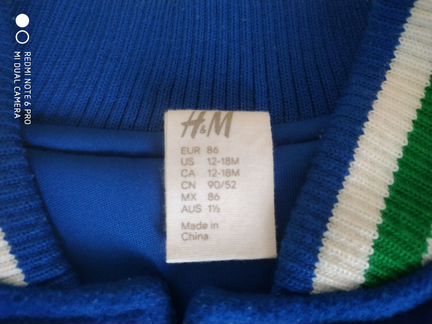 H&M
EUR 86
US 12-18M
CA 12-18M
CN 90/52
MX 86
AUS 1½
Made in
China
REDMI NOTE 6 PRO
MI DUAL CAMERA